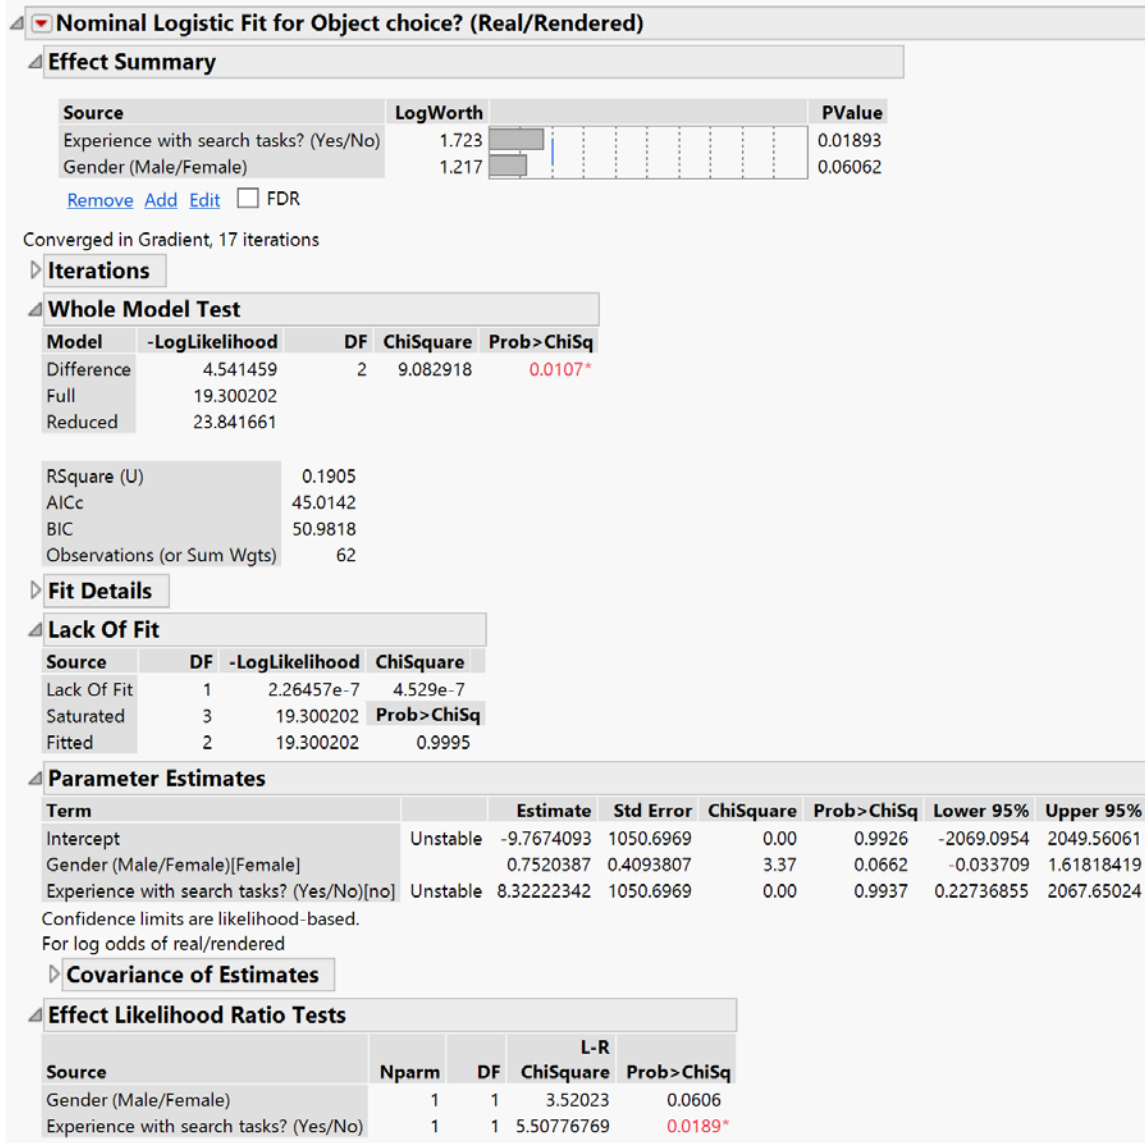 Nominal Logistic Fit for Object choice? (Real/Rendered)
Effect Summary
Source LogWorth PValue
Experience with search tasks? (Yes/No) 1.723 0.01893
Gender (Male/Female) 1.217 0.06062
Remove Add Edit FDR
Converged in Gradient, 17 iterations
Iterations
Whole Model Test
Model -LogLikelihood DF ChiSquare Prob>ChiSq
Difference 4.541459 2 9.082918 0.0107*
Full 19.300202
Reduced 23.841661
RSquare (U) 0.1905
AICc 45.0142
BIC 50.9818
Observations (or Sum Wgts) 62
Fit Details
Lack Of Fit
Source DF -LogLikelihood ChiSquare
Lack Of Fit 1 2.26457e-7 4.529e-7
Saturated 3 19.300202 Prob>ChiSq
Fitted 2 19.300202 0.9995
Parameter Estimates
Term Estimate Std Error ChiSquare Prob>ChiSq Lower 95% Upper 95%
Intercept Unstable -9.7674093 1050.6969 0.00 0.9926 -2069.0954 2049.56061
Gender (Male/Female)[Female] 0.7520387 0.4093807 3.37 0.0662 -0.033709 1.61818419
Experience with search tasks? (Yes/No)[no] Unstable 8.32222342 1050.6969 0.00 0.9937 0.22736855 2067.65024
Confidence limits are likelihood-based.
For log odds of real/rendered
Covariance of Estimates
Effect Likelihood Ratio Tests
L-R
Source Nparm DF ChiSquare Prob>ChiSq
Gender (Male/Female) 1 1 3.52023 0.0606
Experience with search tasks? (Yes/No) 1 1 5.50776769 0.0189*